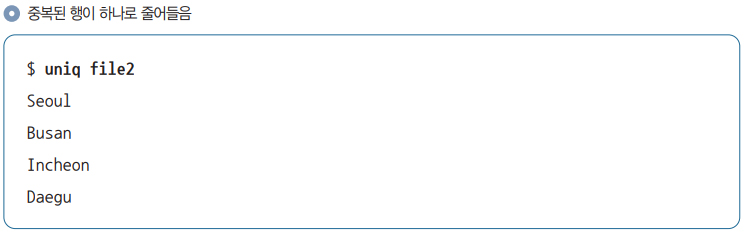 중복된 행이 하나로 줄어들음
$ uniq file2
Seoul
Busan
Incheon
Daegu